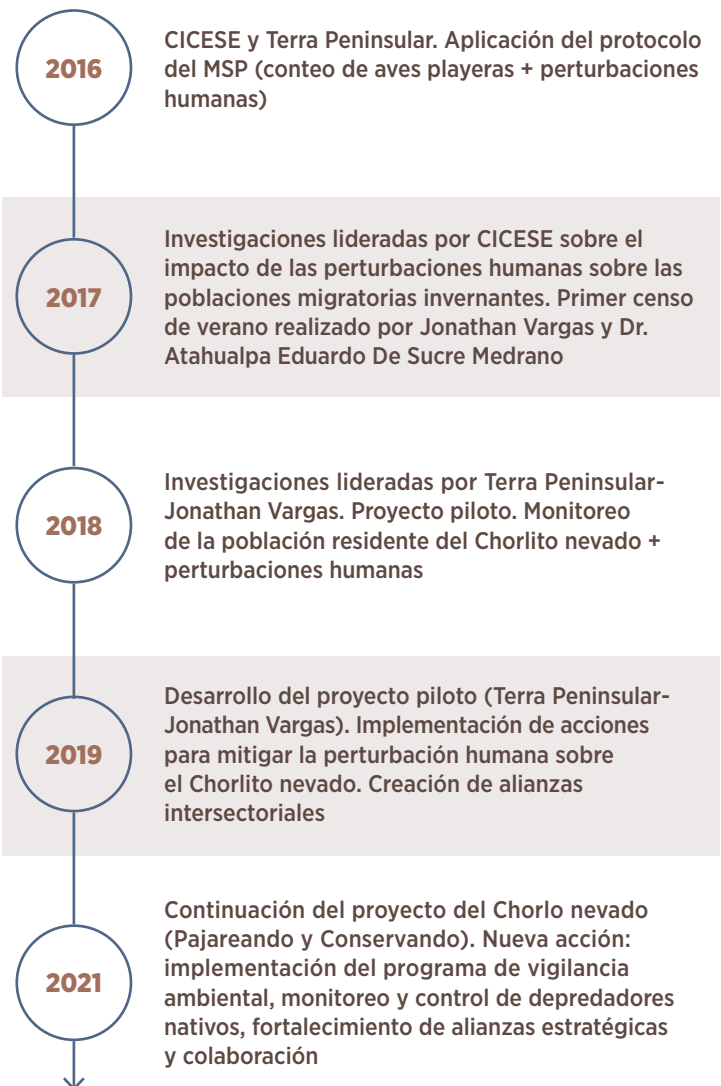 2016
CICESE y Terra Peninsular. Aplicación del protocolo
del MSP (conteo de aves playeras + perturbaciones
humanas)
2017
Investigaciones lideradas por CICESE sobre el
impacto de las perturbaciones humanas sobre las
poblaciones migratorias invernantes. Primer censo
de verano realizado por Jonathan Vargas y Dr.
Atahualpa Eduardo De Sucre Medrano
2018
Investigaciones lideradas por Terra Peninsular-
Jonathan Vargas. Proyecto piloto. Monitoreo
de la población residente del Chorlito nevado +
perturbaciones humanas
2019
Desarrollo del proyecto piloto (Terra Peninsular-
Jonathan Vargas). Implementación de acciones
para mitigar la perturbación humana sobre
el Chorlito nevado. Creación de alianzas
intersectoriales
2021
Continuación del proyecto del Chorlo nevado
(Pajareando y Conservando). Nueva acción:
implementación del programa de vigilancia
ambiental, monitoreo y control de depredadores
nativos, fortalecimiento de alianzas estratégicas
y colaboración